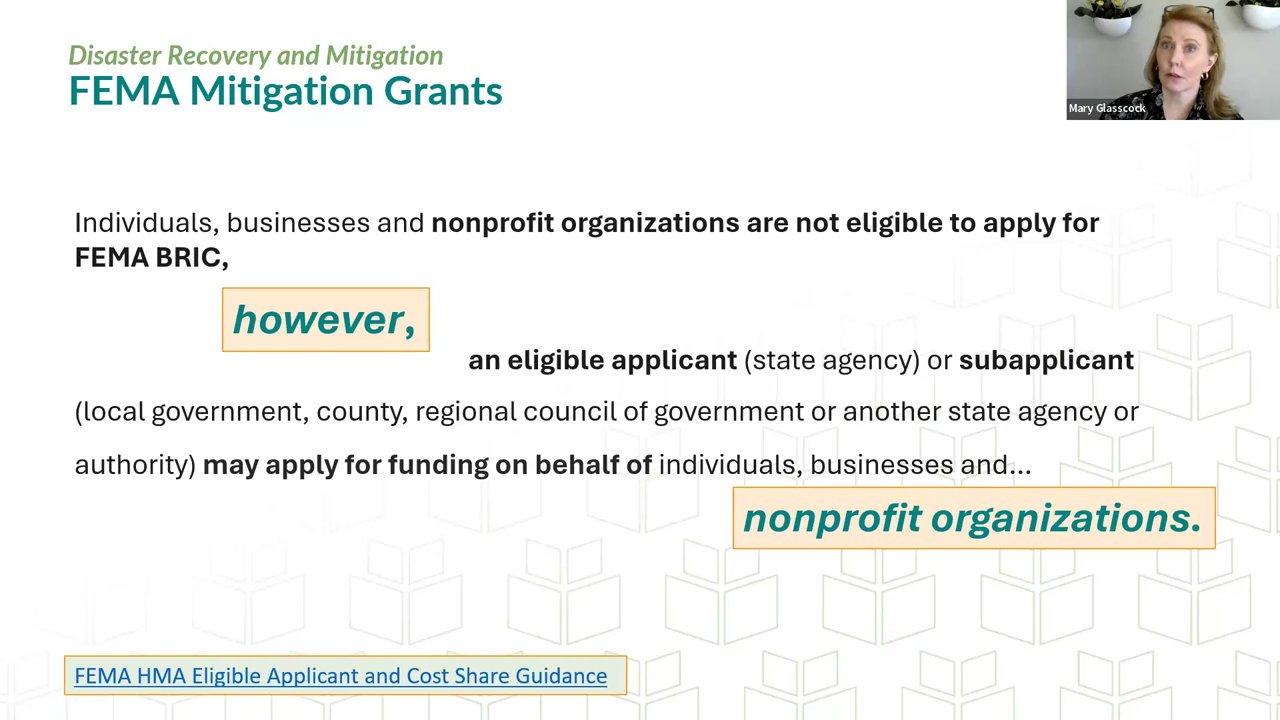 Disaster Recovery and Mitigation
FEMA Mitigation Grants
Mary Glasscock
Individuals, businesses and nonprofit organizations are not eligible to apply for
FEMA BRIC,
however,
an eligible applicant (state agency) or subapplicant
(local government, county, regional council of government or another state agency or
authority) may apply for funding on behalf of individuals, businesses and...
nonprofit organizations.
FEMA HMA Eligible Applicant and Cost Share Guidance